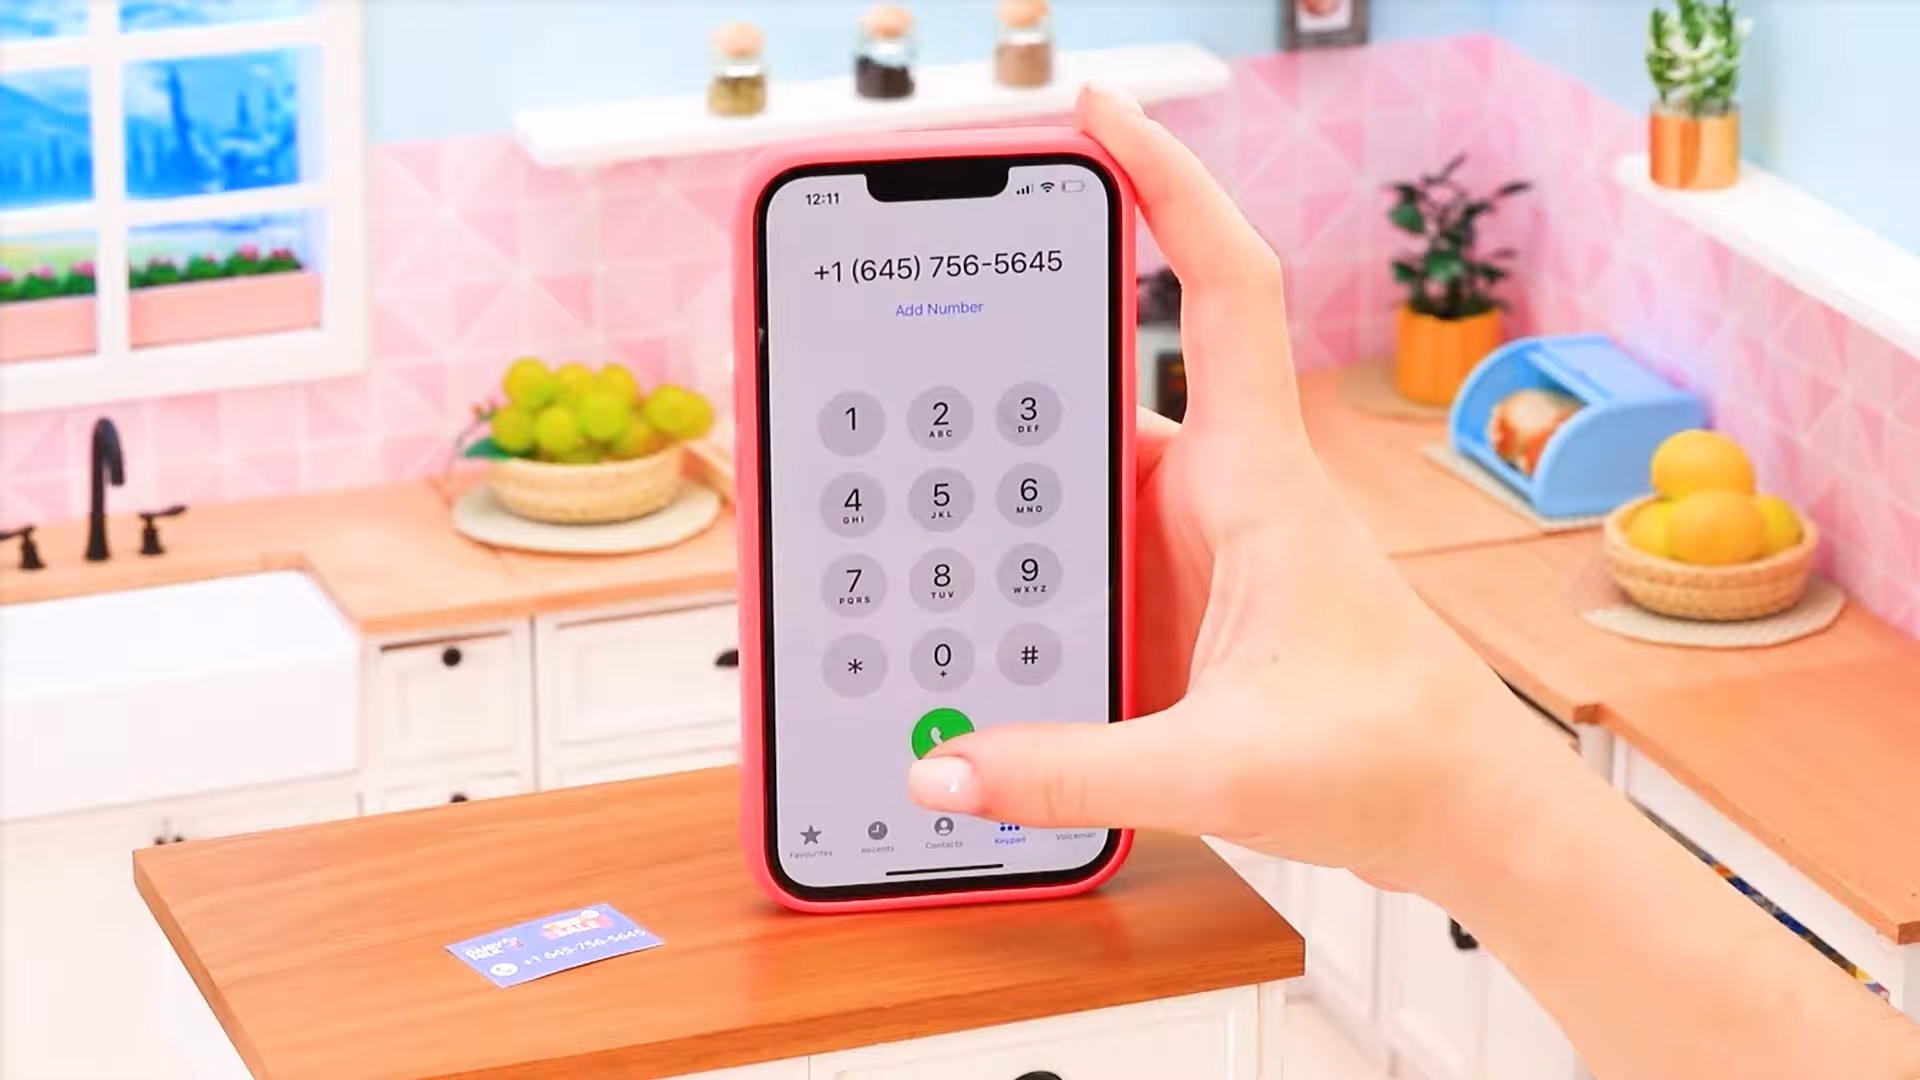 12:11
+1 (645) 756-5645
Add Number
1
2
ABC
3
DEF
4
GHI
5
JKL
6
MNO
7
PQRS
8
TUV
9
WXYZ
*
0
+
#
Favourites
Recents
Contacts
Keypad
Voicemail
SALE
+1 645-756-5645